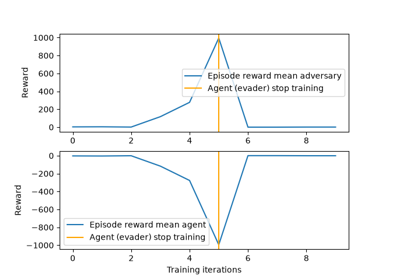 1000
800
600
400
200
0
Reward
Episode reward mean adversary
Agent (evader) stop training
0 2 4 6 8
0
−200
−400
−600
−800
−1000
Reward
Episode reward mean agent
Agent (evader) stop training
0 2 4 6 8
Training iterations